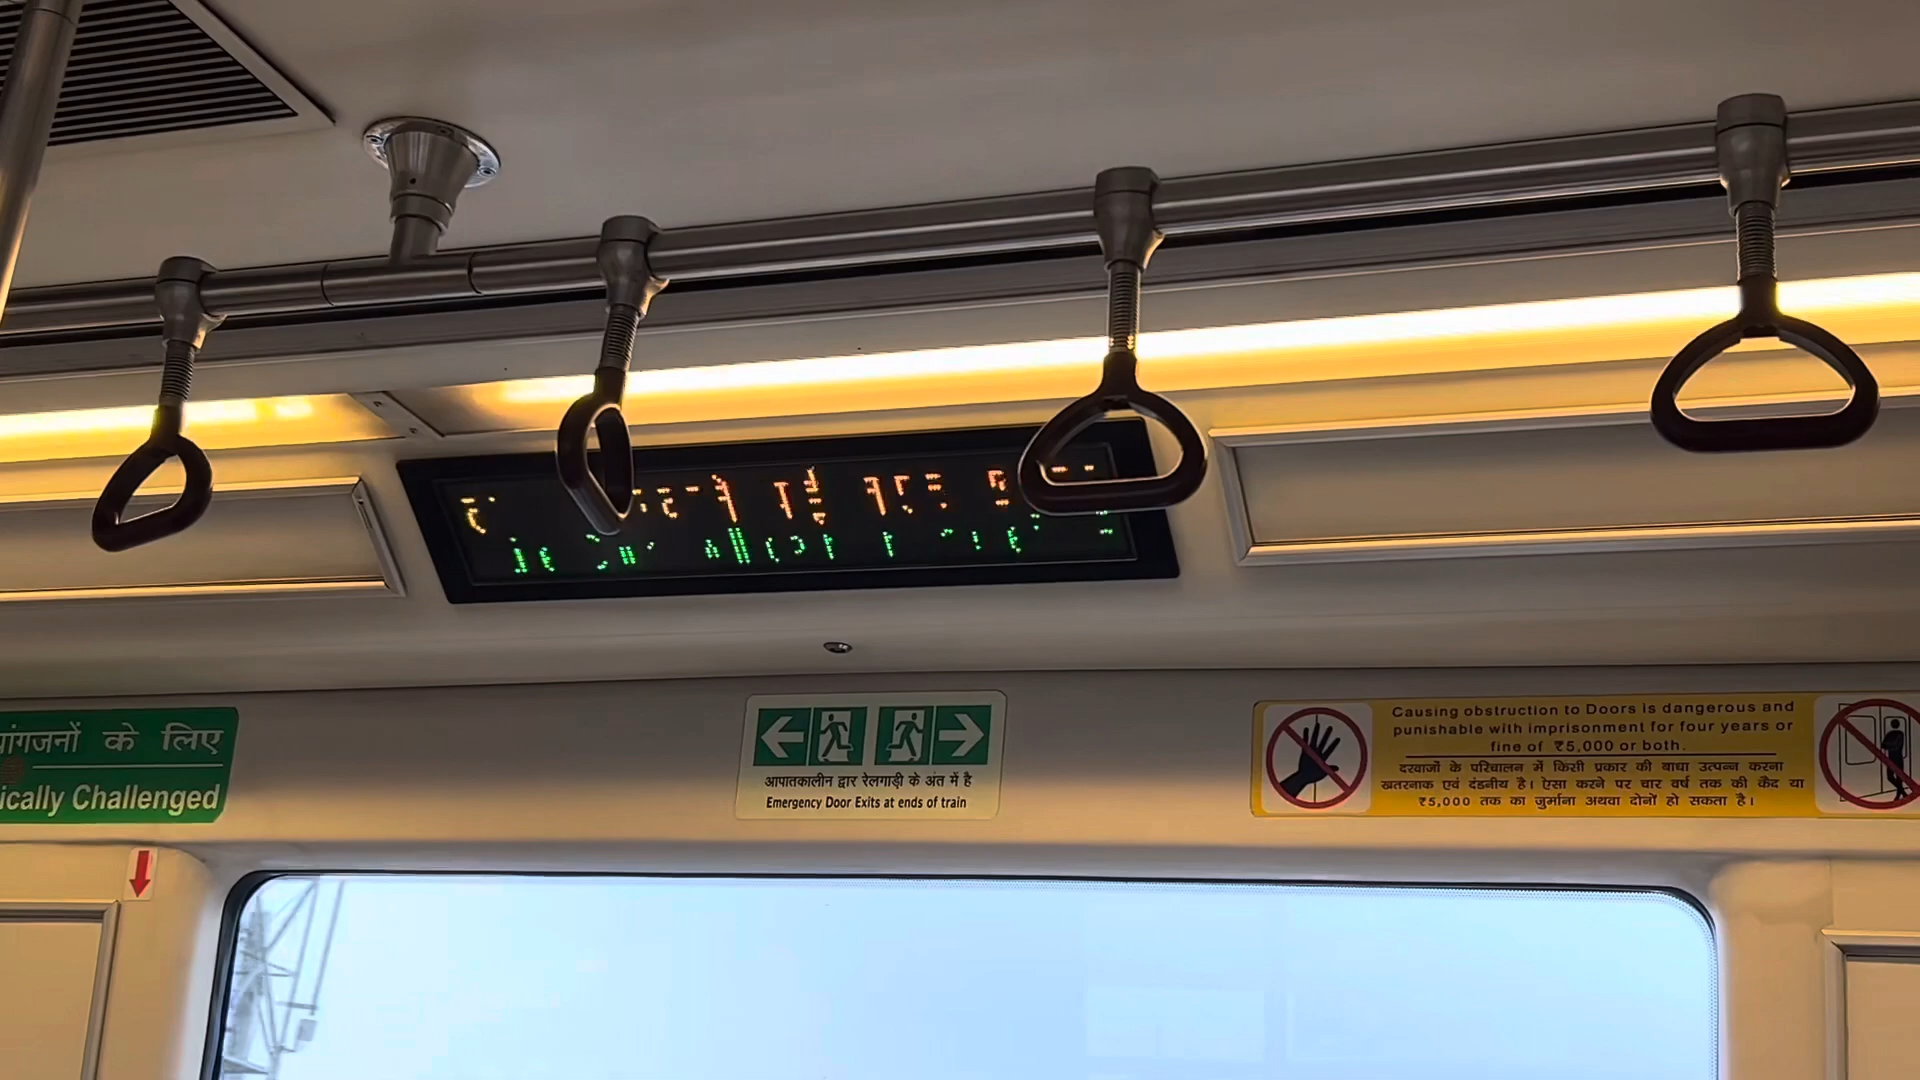 के लिए
Challenged
आपातकालीन द्वार रेलगाड़ी के अंत में है
Emergency Door Exits at ends of train
Causing obstruction to Doors is dangerous and
punishable with imprisonment for four years or
fine of ₹5,000 or both.
दरवाजों के परिचालन में किसी प्रकार की बाधा उत्पन्न करना
खतरनाक एवं दंडनीय है। ऐसा करने पर चार वर्ष तक की कैद या
₹5,000 तक का जुर्माना अथवा दोनों हो सकता है।